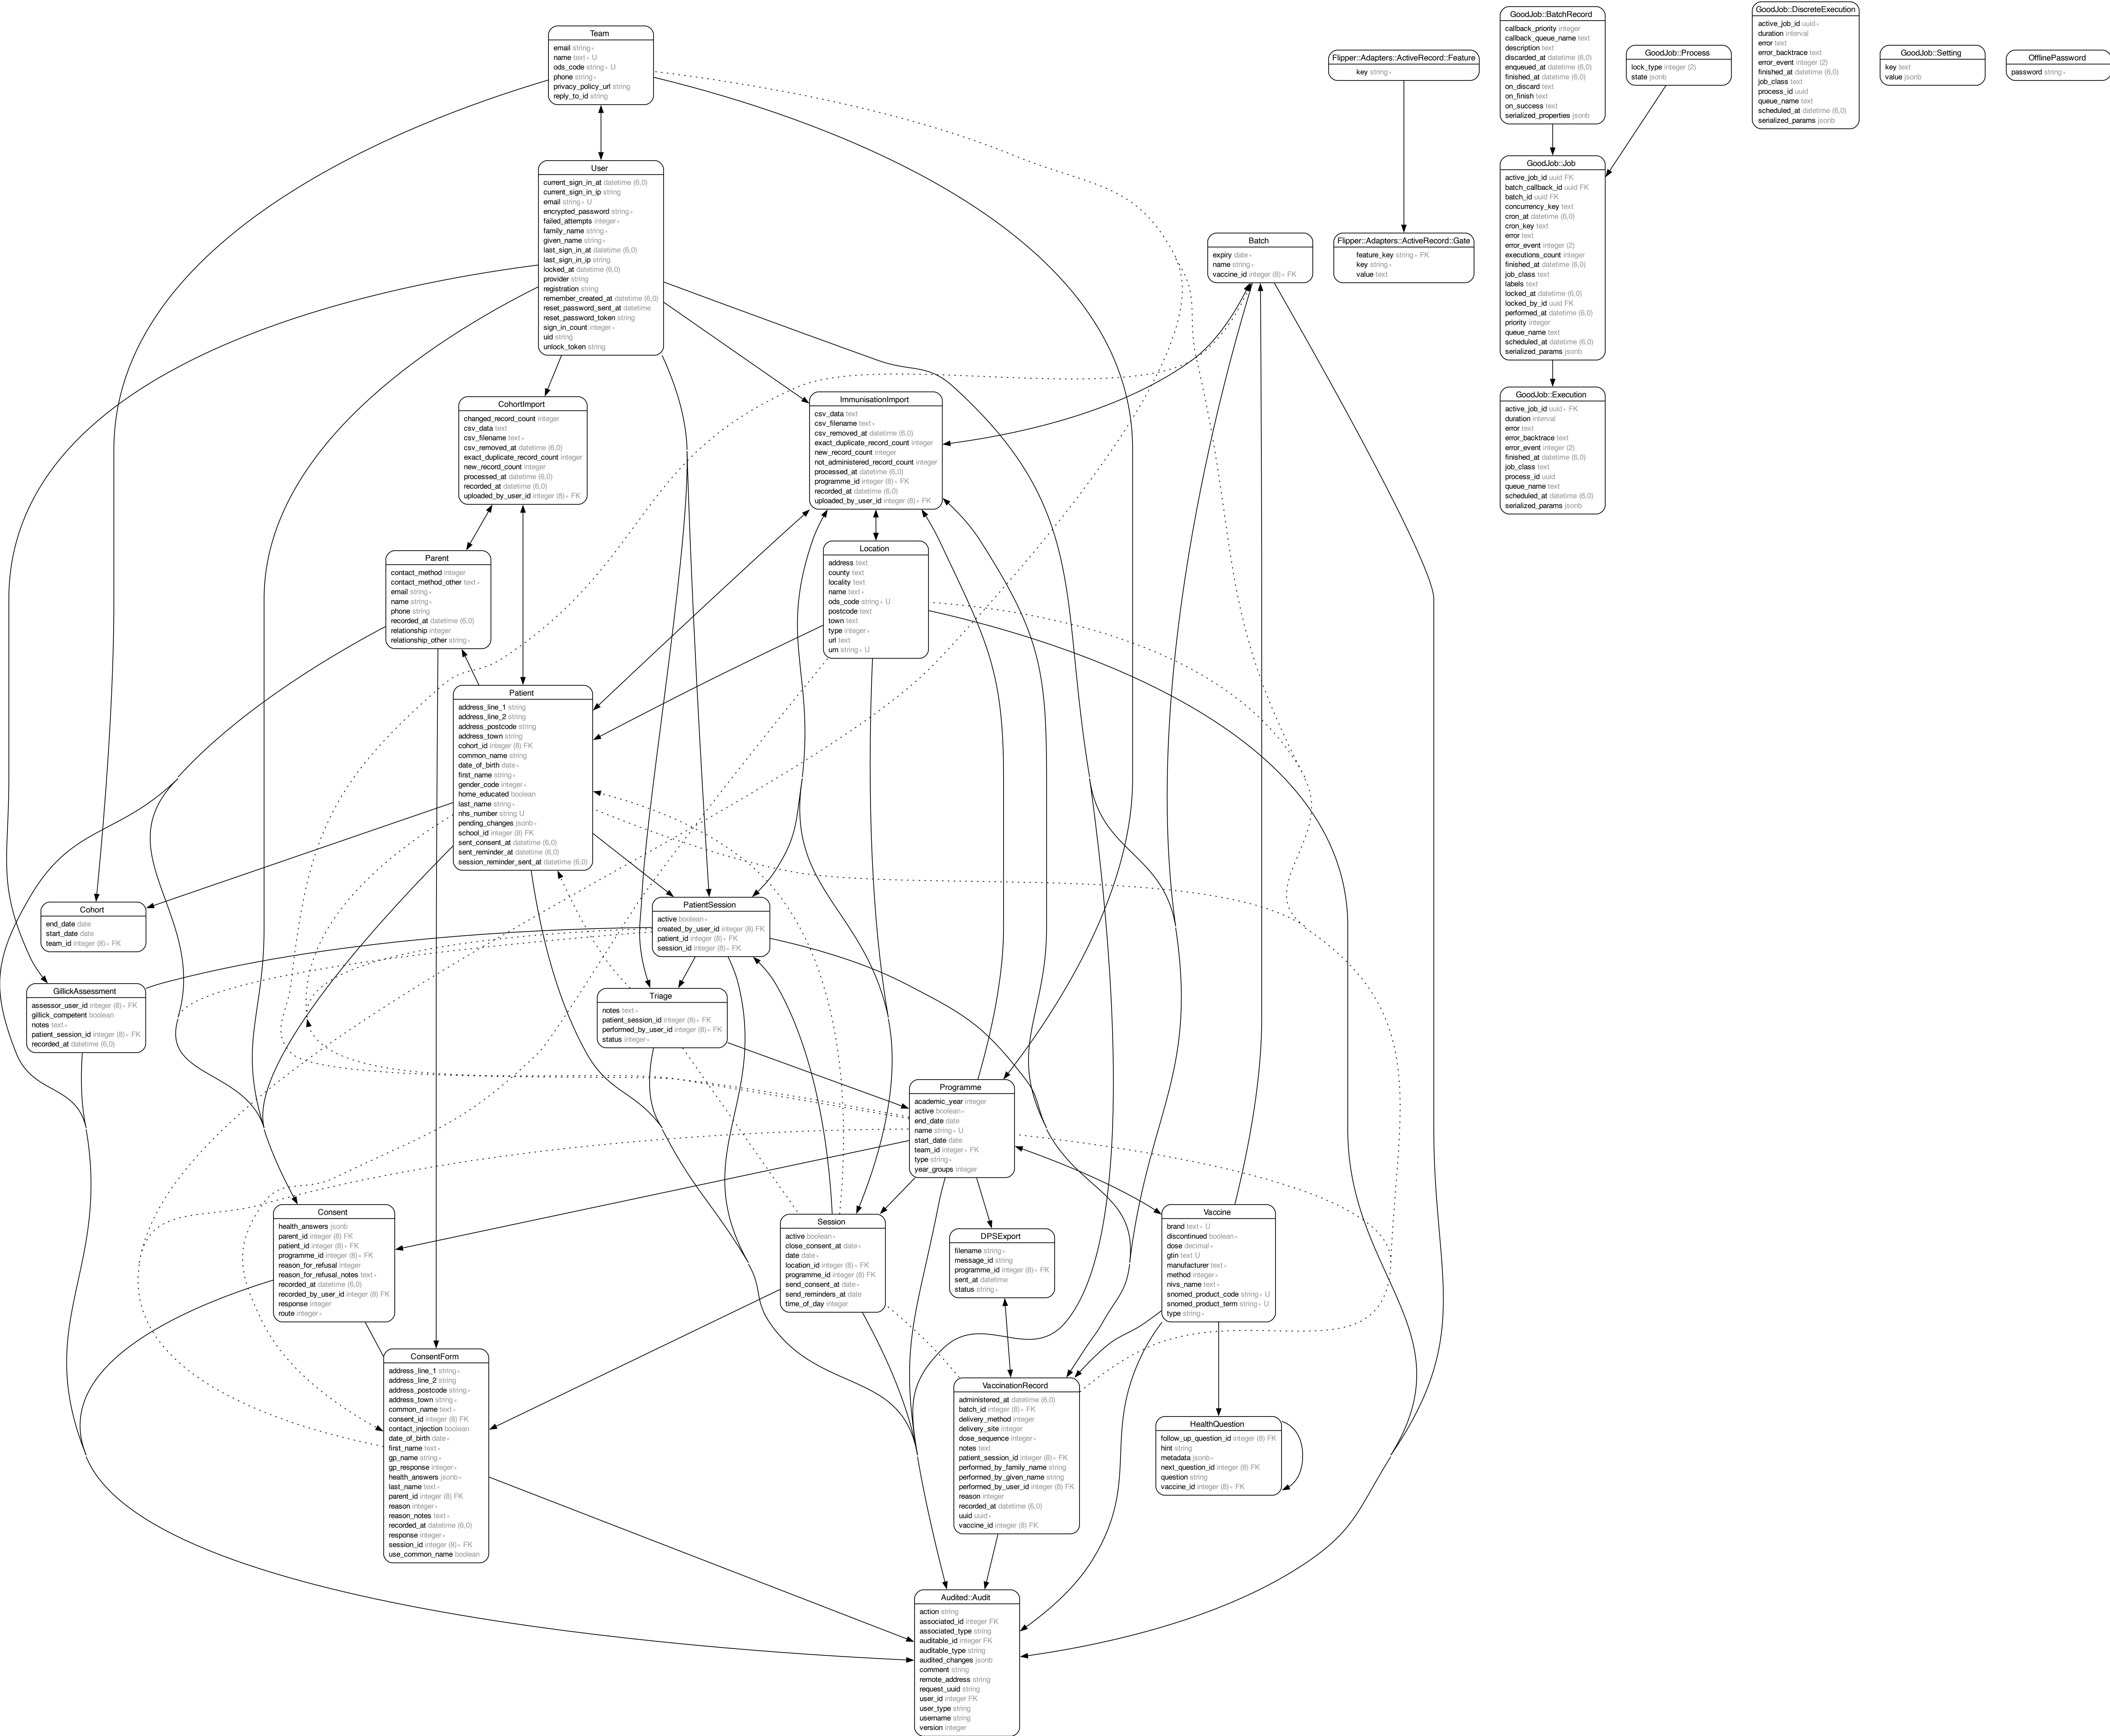 Team
email string ∗
name text ∗ U
ods_code string ∗ U
phone string ∗
privacy_policy_url string
reply_to_id string
User
current_sign_in_at datetime (6,0)
current_sign_in_ip string
email string ∗ U
encrypted_password string ∗
failed_attempts integer ∗
family_name string ∗
given_name string ∗
last_sign_in_at datetime (6,0)
last_sign_in_ip string
locked_at datetime (6,0)
provider string
registration string
remember_created_at datetime (6,0)
reset_password_sent_at datetime
reset_password_token string
sign_in_count integer ∗
uid string
unlock_token string
CohortImport
changed_record_count integer
csv_data text
csv_filename text ∗
csv_removed_at datetime (6,0)
exact_duplicate_record_count integer
new_record_count integer
processed_at datetime (6,0)
recorded_at datetime (6,0)
uploaded_by_user_id integer (8) ∗ FK
ImmunisationImport
csv_data text
csv_filename text ∗
csv_removed_at datetime (6,0)
exact_duplicate_record_count integer
new_record_count integer
not_administered_record_count integer
processed_at datetime (6,0)
programme_id integer (8) ∗ FK
recorded_at datetime (6,0)
uploaded_by_user_id integer (8) ∗ FK
Parent
contact_method integer
contact_method_other text ∗
email string ∗
name string ∗
phone string
recorded_at datetime (6,0)
relationship integer
relationship_other string ∗
Location
address text
county text
locality text
name text ∗
ods_code string ∗ U
postcode text
town text
type integer ∗
url text
urn string ∗ U
Patient
address_line_1 string
address_line_2 string
address_postcode string
address_town string
cohort_id integer (8) FK
common_name string
date_of_birth date ∗
first_name string ∗
gender_code integer ∗
home_educated boolean
last_name string ∗
nhs_number string U
pending_changes jsonb ∗
school_id integer (8) FK
sent_consent_at datetime (6,0)
sent_reminder_at datetime (6,0)
session_reminder_sent_at datetime (6,0)
Cohort
end_date date
start_date date
team_id integer (8) ∗ FK
PatientSession
active boolean ∗
created_by_user_id integer (8) FK
patient_id integer (8) ∗ FK
session_id integer (8) ∗ FK
GillickAssessment
assessor_user_id integer (8) ∗ FK
gillick_competent boolean
notes text ∗
patient_session_id integer (8) ∗ FK
recorded_at datetime (6,0)
Triage
notes text ∗
patient_session_id integer (8) ∗ FK
performed_by_user_id integer (8) ∗ FK
status integer ∗
Programme
academic_year integer
active boolean ∗
end_date date
name string ∗ U
start_date date
team_id integer ∗ FK
type string ∗
year_groups integer
Consent
health_answers jsonb
parent_id integer (8) FK
patient_id integer (8) ∗ FK
programme_id integer (8) ∗ FK
reason_for_refusal integer
reason_for_refusal_notes text ∗
recorded_at datetime (6,0)
recorded_by_user_id integer (8) FK
response integer
route integer ∗
Session
active boolean ∗
close_consent_at date ∗
date date ∗
location_id integer (8) ∗ FK
programme_id integer (8) FK
send_consent_at date ∗
send_reminders_at date
time_of_day integer
DPSExport
filename string ∗
message_id string
programme_id integer (8) ∗ FK
sent_at datetime
status string ∗
Vaccine
brand text ∗ U
discontinued boolean ∗
dose decimal ∗
gtin text U
manufacturer text ∗
method integer ∗
nivs_name text ∗
snomed_product_code string ∗ U
snomed_product_term string ∗ U
type string ∗
ConsentForm
address_line_1 string ∗
address_line_2 string
address_postcode string ∗
address_town string ∗
common_name text ∗
consent_id integer (8) FK
contact_injection boolean
date_of_birth date ∗
first_name text ∗
gp_name string ∗
gp_response integer ∗
health_answers jsonb ∗
last_name text ∗
parent_id integer (8) FK
reason integer ∗
reason_notes text ∗
recorded_at datetime (6,0)
response integer ∗
session_id integer (8) ∗ FK
use_common_name boolean
VaccinationRecord
administered_at datetime (6,0)
batch_id integer (8) ∗ FK
delivery_method integer
delivery_site integer
dose_sequence integer ∗
notes text
patient_session_id integer (8) ∗ FK
performed_by_family_name string
performed_by_given_name string
performed_by_user_id integer (8) FK
reason integer
recorded_at datetime (6,0)
uuid uuid ∗
vaccine_id integer (8) FK
HealthQuestion
follow_up_question_id integer (8) FK
hint string
metadata jsonb ∗
next_question_id integer (8) FK
question string
vaccine_id integer (8) ∗ FK
Audited::Audit
action string
associated_id integer FK
associated_type string
auditable_id integer FK
auditable_type string
audited_changes jsonb
comment string
remote_address string
request_uuid string
user_id integer FK
user_type string
username string
version integer
Batch
expiry date ∗
name string ∗
vaccine_id integer (8) ∗ FK
Flipper::Adapters::ActiveRecord::Feature
key string ∗
Flipper::Adapters::ActiveRecord::Gate
feature_key string ∗ FK
key string ∗
value text
GoodJob::BatchRecord
callback_priority integer
callback_queue_name text
description text
discarded_at datetime (6,0)
enqueued_at datetime (6,0)
finished_at datetime (6,0)
on_discard text
on_finish text
on_success text
serialized_properties jsonb
GoodJob::Process
lock_type integer (2)
state jsonb
GoodJob::Job
active_job_id uuid FK
batch_callback_id uuid FK
batch_id uuid FK
concurrency_key text
cron_at datetime (6,0)
cron_key text
error text
error_event integer (2)
executions_count integer
finished_at datetime (6,0)
job_class text
labels text
locked_at datetime (6,0)
locked_by_id uuid FK
performed_at datetime (6,0)
priority integer
queue_name text
scheduled_at datetime (6,0)
serialized_params jsonb
GoodJob::Execution
active_job_id uuid ∗ FK
duration interval
error text
error_backtrace text
error_event integer (2)
finished_at datetime (6,0)
job_class text
process_id uuid
queue_name text
scheduled_at datetime (6,0)
serialized_params jsonb
GoodJob::DiscreteExecution
active_job_id uuid ∗
duration interval
error text
error_backtrace text
error_event integer (2)
finished_at datetime (6,0)
job_class text
process_id uuid
queue_name text
scheduled_at datetime (6,0)
serialized_params jsonb
GoodJob::Setting
key text
value jsonb
OfflinePassword
password string ∗